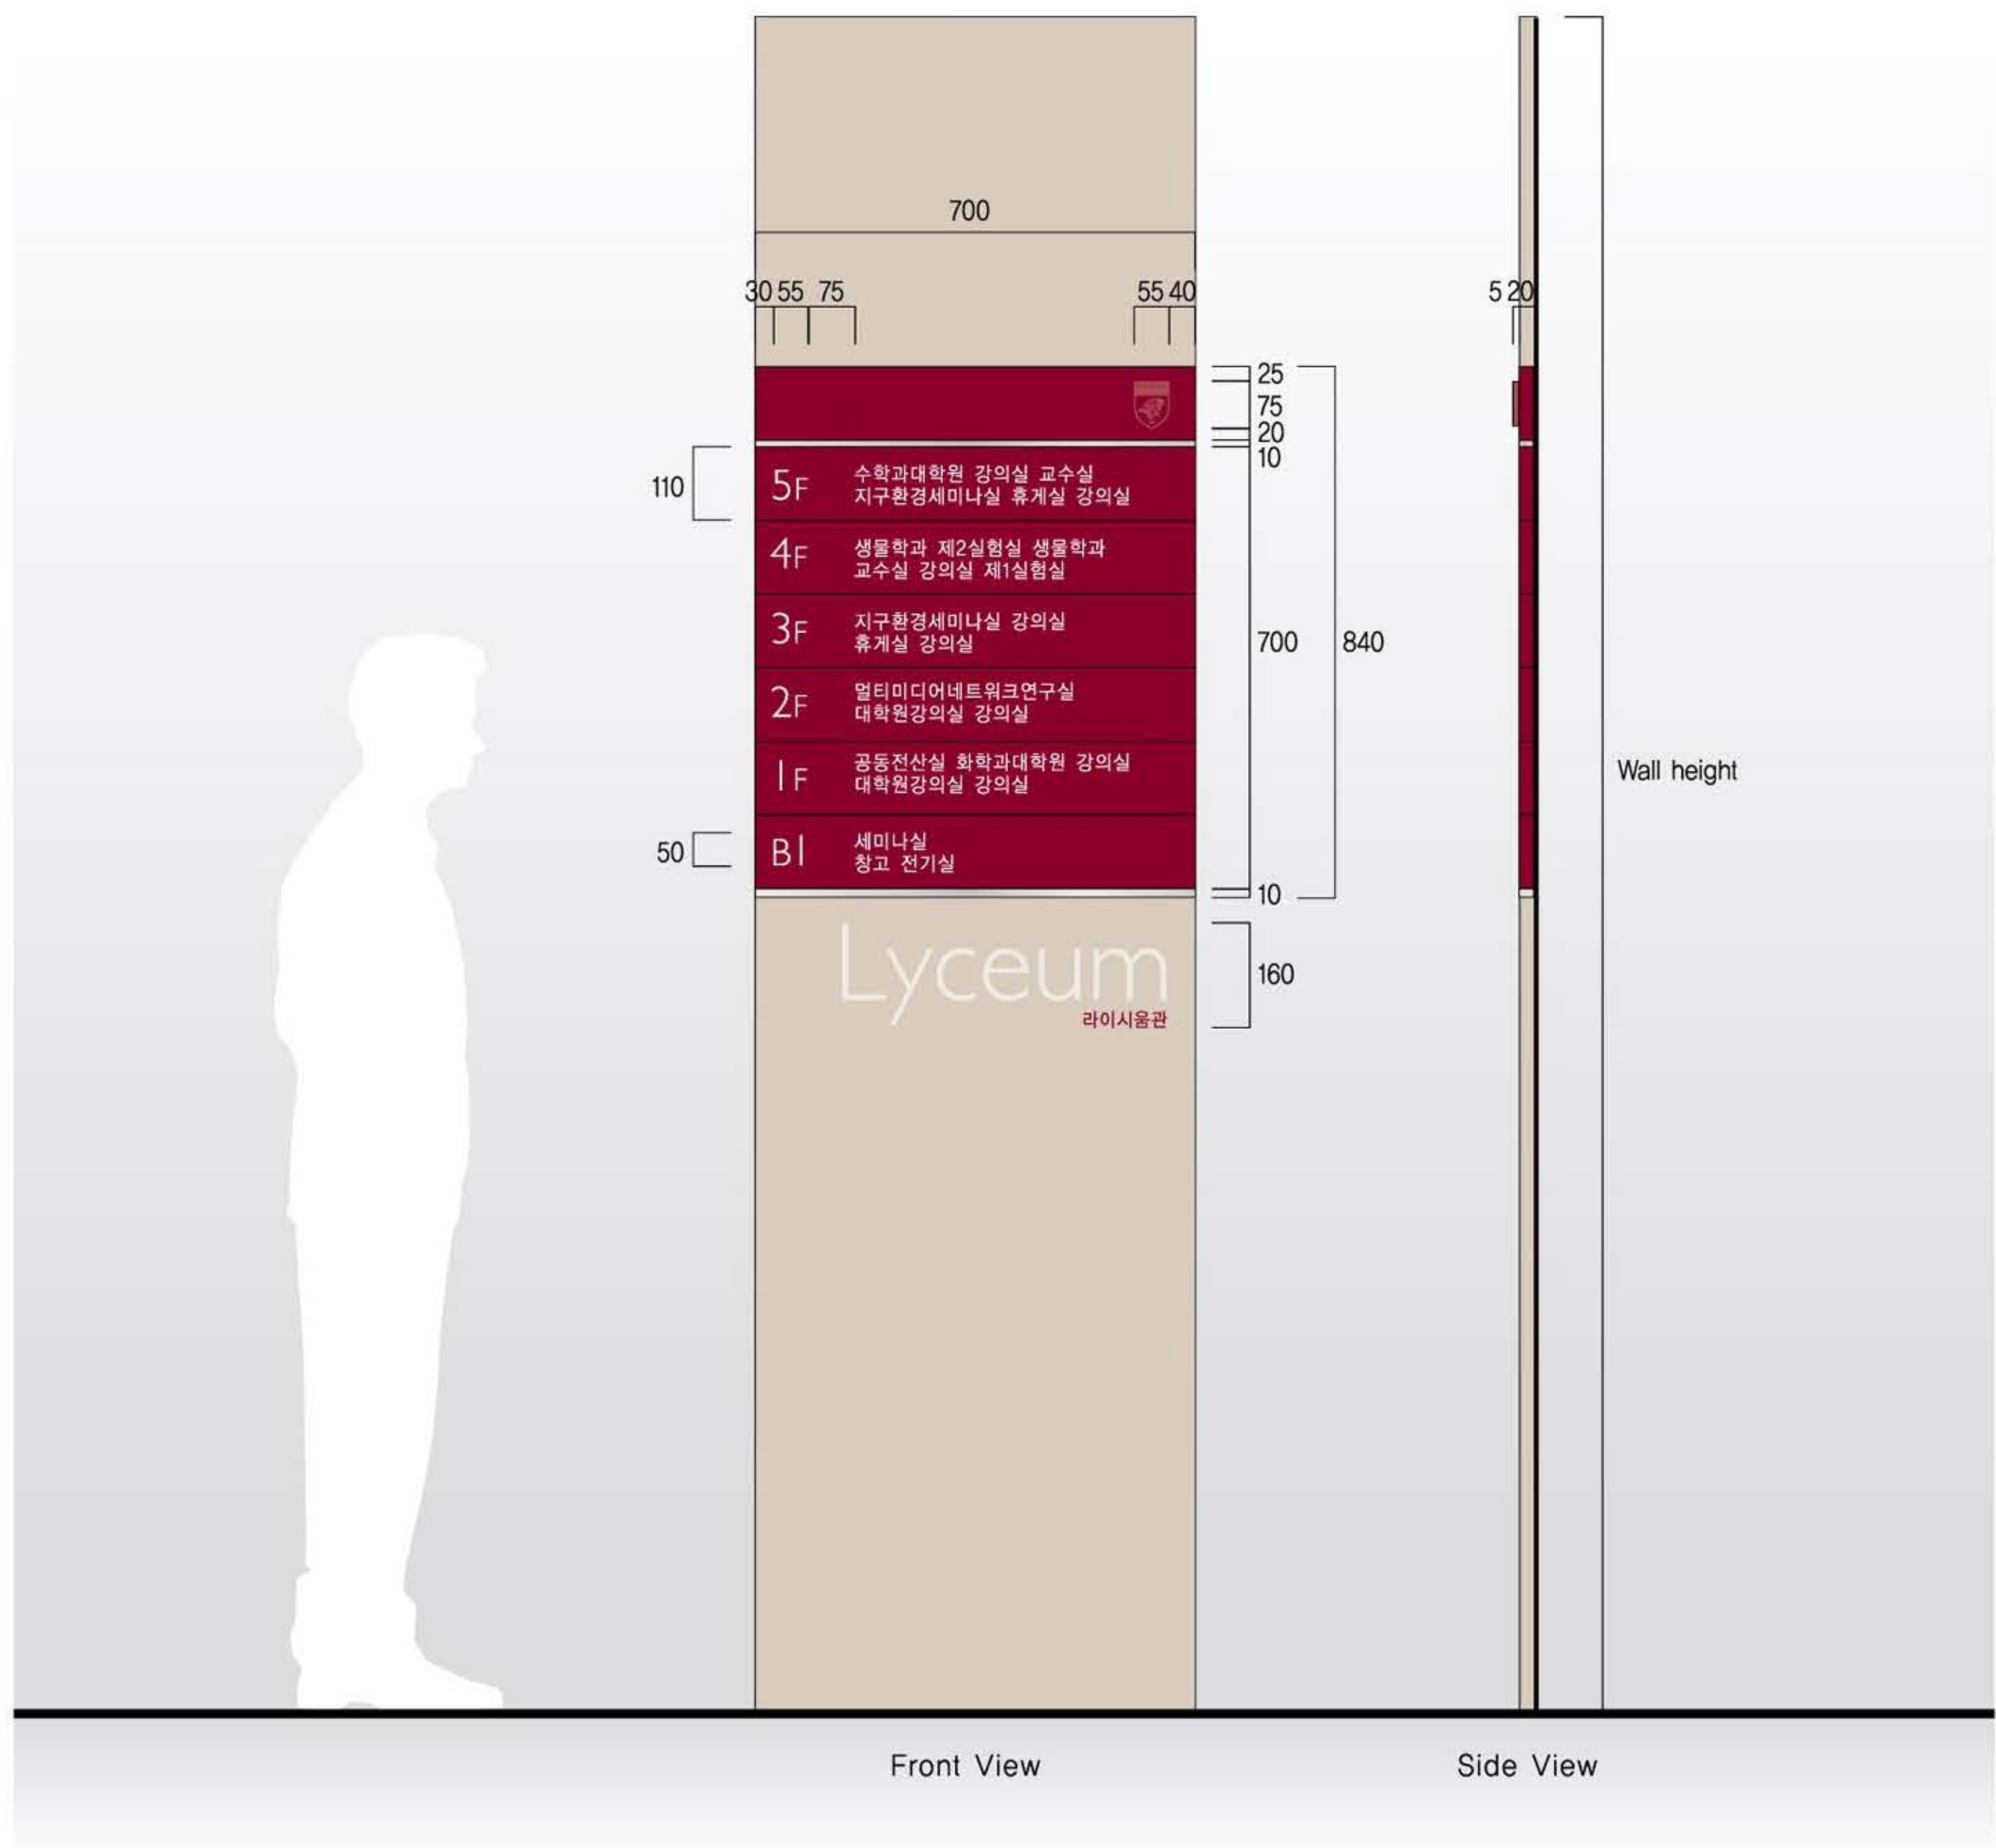 700
30 55 75
55 40
5 20
25
75
20
10
110
5F
수학과대학원 강의실 교수실
지구환경세미나실 휴게실 강의실
4F
생물학과 제2실험실 생물학과
교수실 강의실 제1실험실
3F
지구환경세미나실 강의실
휴게실 강의실
700
840
2F
멀티미디어네트워크연구실
대학원강의실 강의실
1F
공동전산실 화학과대학원 강의실
대학원강의실 강의실
Wall height
50
B1
세미나실
창고 전기실
10
Lyceum
라이시움관
160
Front View
Side View